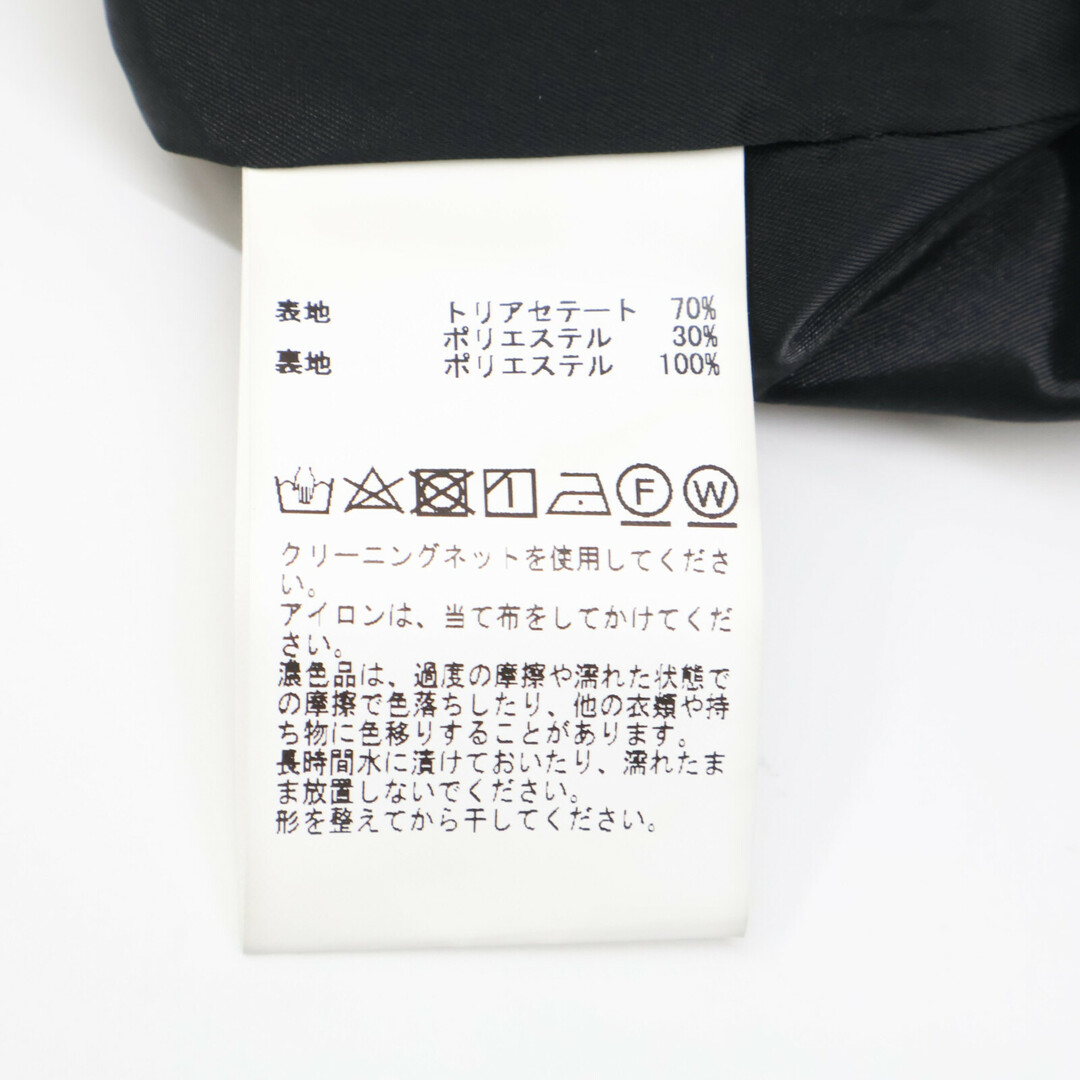 表地 トリアセテート 70%
ポリエステル 30%
裏地 ポリエステル 100%
F W
クリーニングネットを使用してくださ
い。
アイロンは、当て布をしてかけてくだ
さい。
濃色品は、過度の摩擦や濡れた状態で
の摩擦で色落ちしたり、他の衣類や持
ち物に色移りすることがあります。
長時間水に漬けておいたり、濡れたま
ま放置しないでください。
形を整えてから干してください。